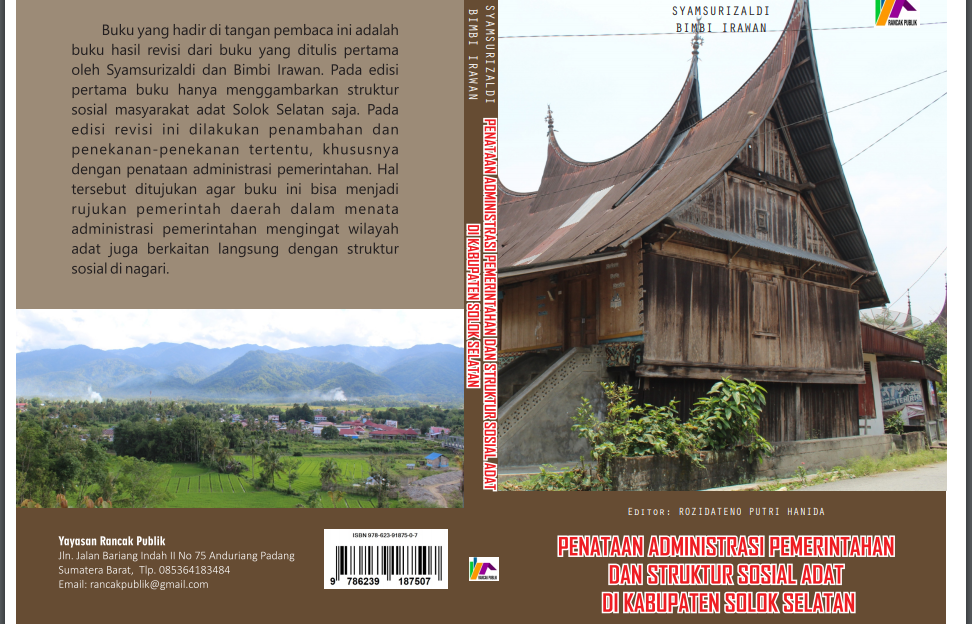 Buku yang hadir di tangan pembaca ini adalah
buku hasil revisi dari buku yang ditulis pertama
oleh Syamsurizaldi dan Bimbi Irawan. Pada edisi
pertama buku hanya menggambarkan struktur
sosial masyarakat adat Solok Selatan saja. Pada
edisi revisi ini dilakukan penambahan dan
penekanan-penekanan tertentu, khususnya
dengan penataan administrasi pemerintahan. Hal
tersebut ditujukan agar buku ini bisa menjadi
rujukan pemerintah daerah dalam menata
administrasi pemerintahan mengingat wilayah
adat juga berkaitan langsung dengan struktur
sosial di nagari.
Yayasan Rancak Publik
Jln. Jalan Bariang Indah II No 75 Anduriang Padang
Sumatera Barat, Tlp. 085364183484
Email: rancakpublik@gmail.com
ISBN 978-623-91875-0-7
9 786239 187507
SYAMSURIZALDI
BIMBI IRAWAN
PENATAAN ADMINISTRASI PEMERINTAHAN DAN STRUKTUR SOSIAL ADAT
DI KABUPATEN SOLOK SELATAN
RANCAK PUBLIK
SYAMSURIZALDI
BIMBI IRAWAN
RANCAK PUBLIK
Editor: ROZIDATENO PUTRI HANIDA
PENATAAN ADMINISTRASI PEMERINTAHAN
DAN STRUKTUR SOSIAL ADAT
DI KABUPATEN SOLOK SELATAN